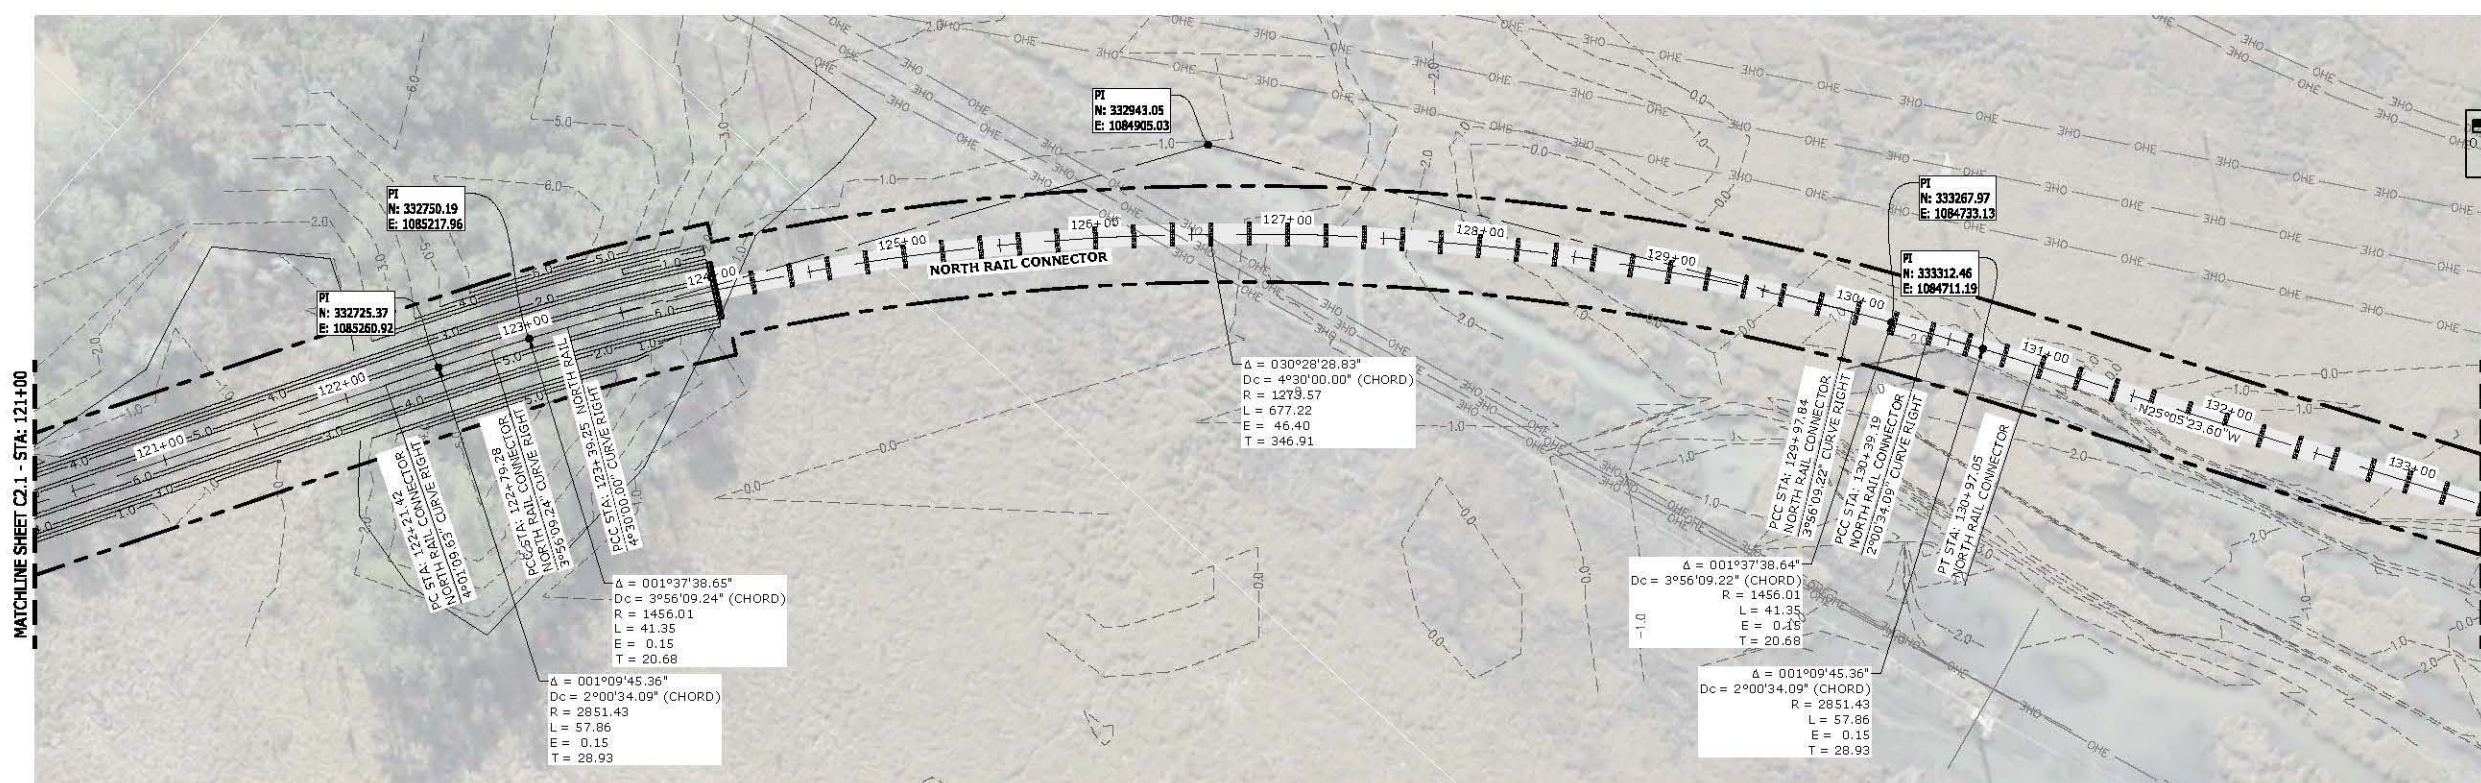 MATCHLINE SHEET C2.1 - STA: 121+00
PI
N: 332725.37
E: 1085260.92
PI
N: 332750.19
E: 1085217.96
PI
N: 332943.05
E: 1084905.03
PI
N: 333267.97
E: 1084733.13
PI
N: 333312.46
E: 1084711.19
121+00
122+00
123+00
124+00
125+00
126+00
127+00
128+00
129+00
130+00
131+00
132+00
133+00
NORTH RAIL CONNECTOR
N25°05'23.60"W
PC STA: 122+21.42
NORTH RAIL CONNECTOR
4°01'09.63" CURVE RIGHT
PCC STA: 122+79.28
NORTH RAIL CONNECTOR
3°56'09.24" CURVE RIGHT
PCC STA: 123+39.25 NORTH RAIL
4°30'00.00" CURVE RIGHT
PCC STA: 129+97.84
NORTH RAIL CONNECTOR
3°56'09.22" CURVE RIGHT
PCC STA: 130+39.19
NORTH RAIL CONNECTOR
2°00'34.09" CURVE RIGHT
PT STA: 130+97.05
NORTH RAIL CONNECTOR
Δ = 001°37'38.65"
Dc = 3°56'09.24" (CHORD)
R = 1456.01
L = 41.35
E = 0.15
T = 20.68
Δ = 001°09'45.36"
Dc = 2°00'34.09" (CHORD)
R = 2851.43
L = 57.86
E = 0.15
T = 28.93
Δ = 030°28'28.83"
Dc = 4°30'00.00" (CHORD)
R = 1273.57
L = 677.22
E = 46.40
T = 346.91
Δ = 001°37'38.64"
Dc = 3°56'09.22" (CHORD)
R = 1456.01
L = 41.35
E = 0.15
T = 20.68
Δ = 001°09'45.36"
Dc = 2°00'34.09" (CHORD)
R = 2851.43
L = 57.86
E = 0.15
T = 28.93